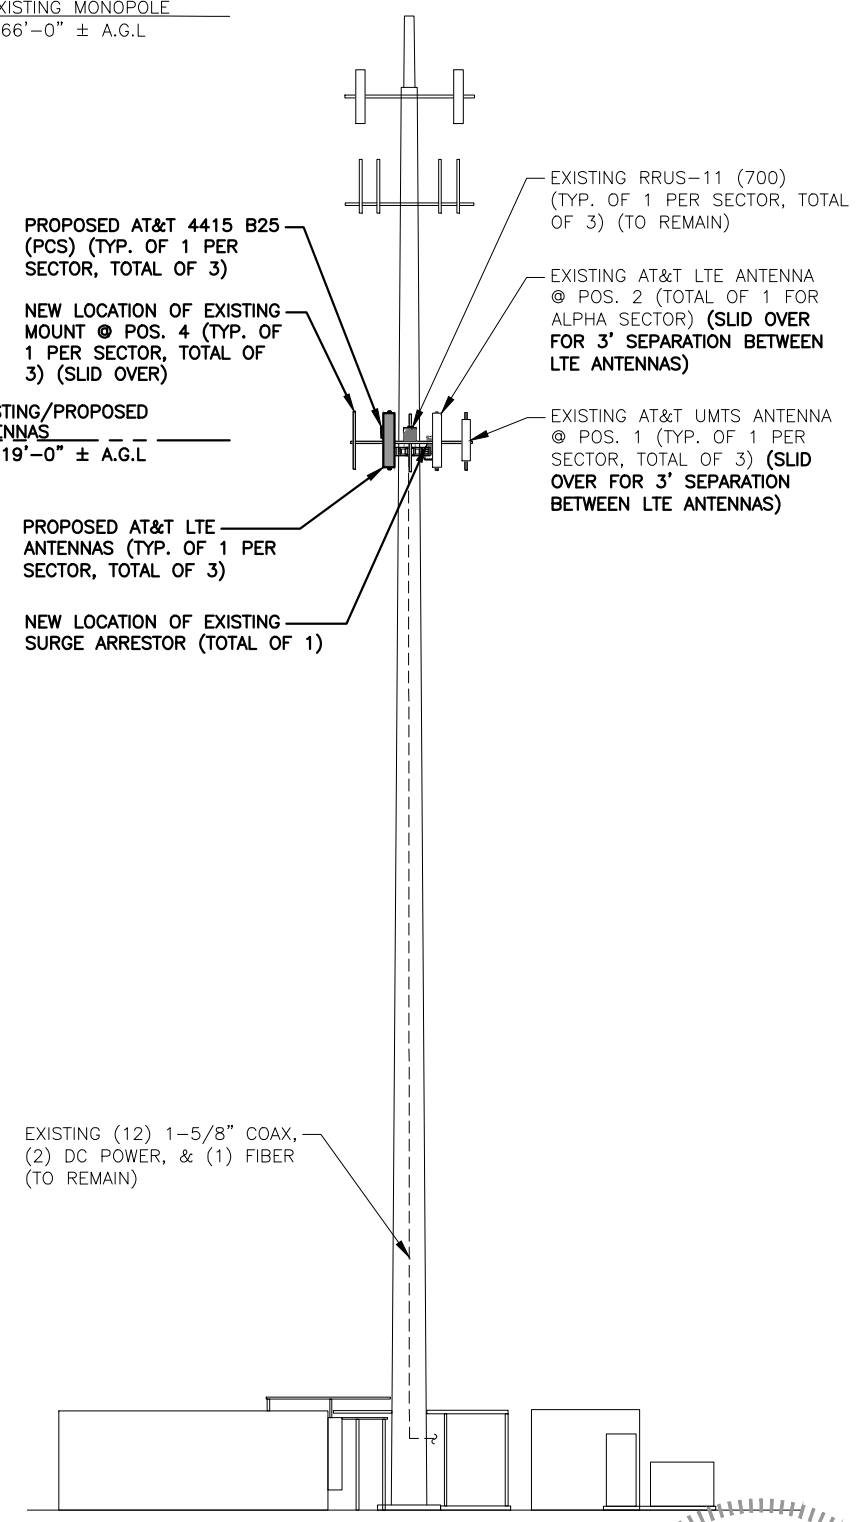 EXISTING MONOPOLE
66'-0" ± A.G.L
EXISTING RRUS-11 (700)
(TYP. OF 1 PER SECTOR, TOTAL
OF 3) (TO REMAIN)
PROPOSED AT&T 4415 B25
(PCS) (TYP. OF 1 PER
SECTOR, TOTAL OF 3)
EXISTING AT&T LTE ANTENNA
@ POS. 2 (TOTAL OF 1 FOR
ALPHA SECTOR) (SLID OVER
FOR 3' SEPARATION BETWEEN
LTE ANTENNAS)
NEW LOCATION OF EXISTING
MOUNT @ POS. 4 (TYP. OF
1 PER SECTOR, TOTAL OF
3) (SLID OVER)
STING/PROPOSED
ENNAS
19'-0" ± A.G.L
EXISTING AT&T UMTS ANTENNA
@ POS. 1 (TYP. OF 1 PER
SECTOR, TOTAL OF 3) (SLID
OVER FOR 3' SEPARATION
BETWEEN LTE ANTENNAS)
PROPOSED AT&T LTE
ANTENNAS (TYP. OF 1 PER
SECTOR, TOTAL OF 3)
NEW LOCATION OF EXISTING
SURGE ARRESTOR (TOTAL OF 1)
EXISTING (12) 1-5/8" COAX,
(2) DC POWER, & (1) FIBER
(TO REMAIN)